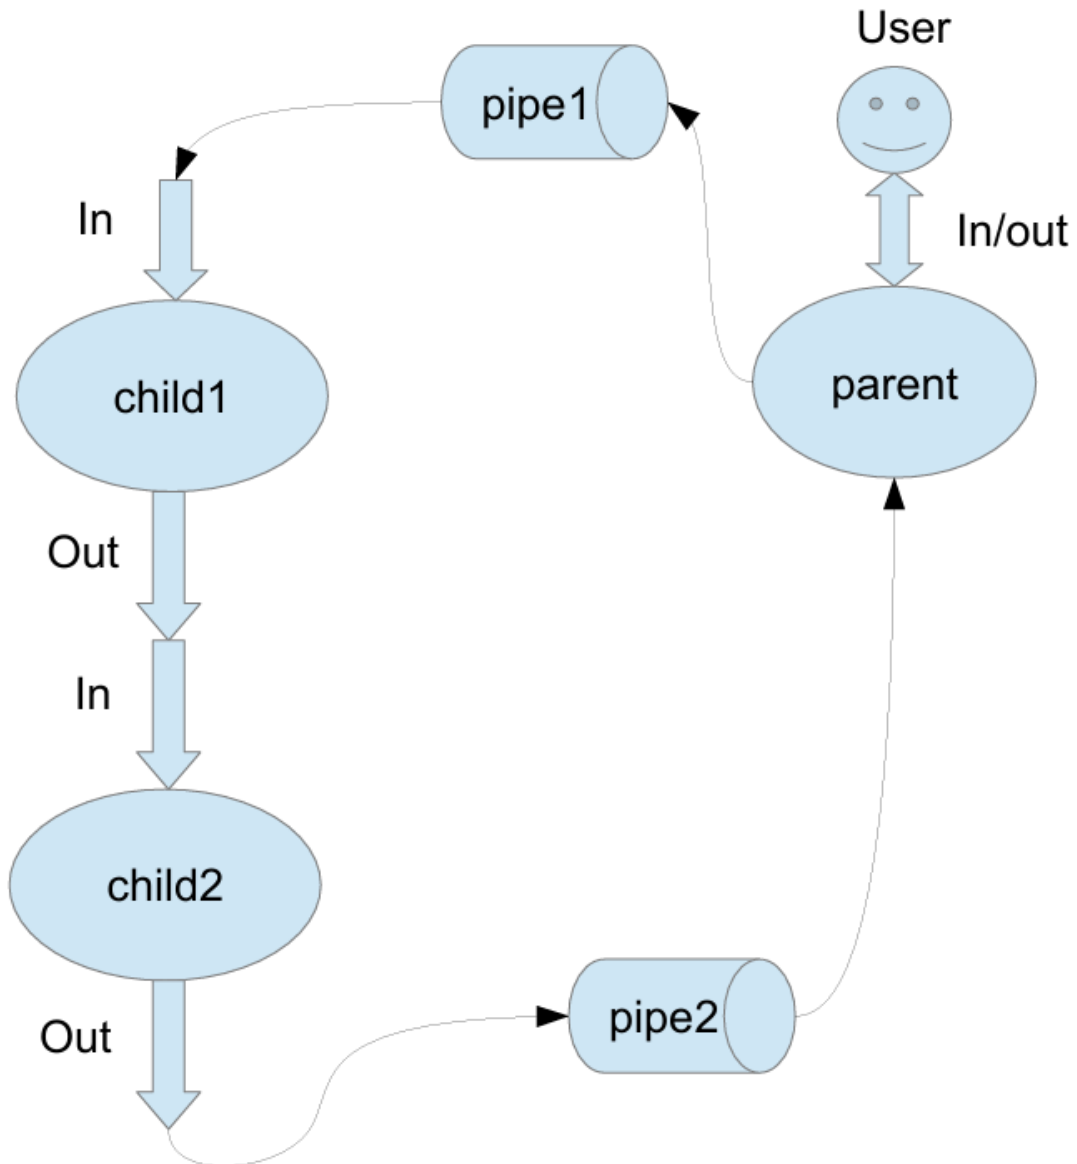 User
pipe1
In
In/out
child1
parent
Out
In
child2
Out
pipe2